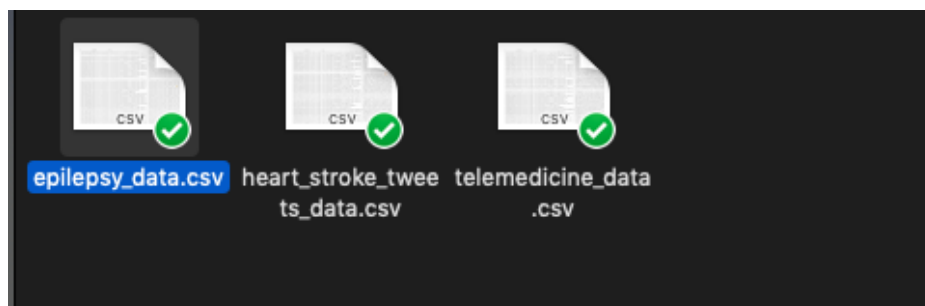 CSV
CSV
CSV
epilepsy_data.csv
heart_stroke_twee
ts_data.csv
telemedicine_data
.csv